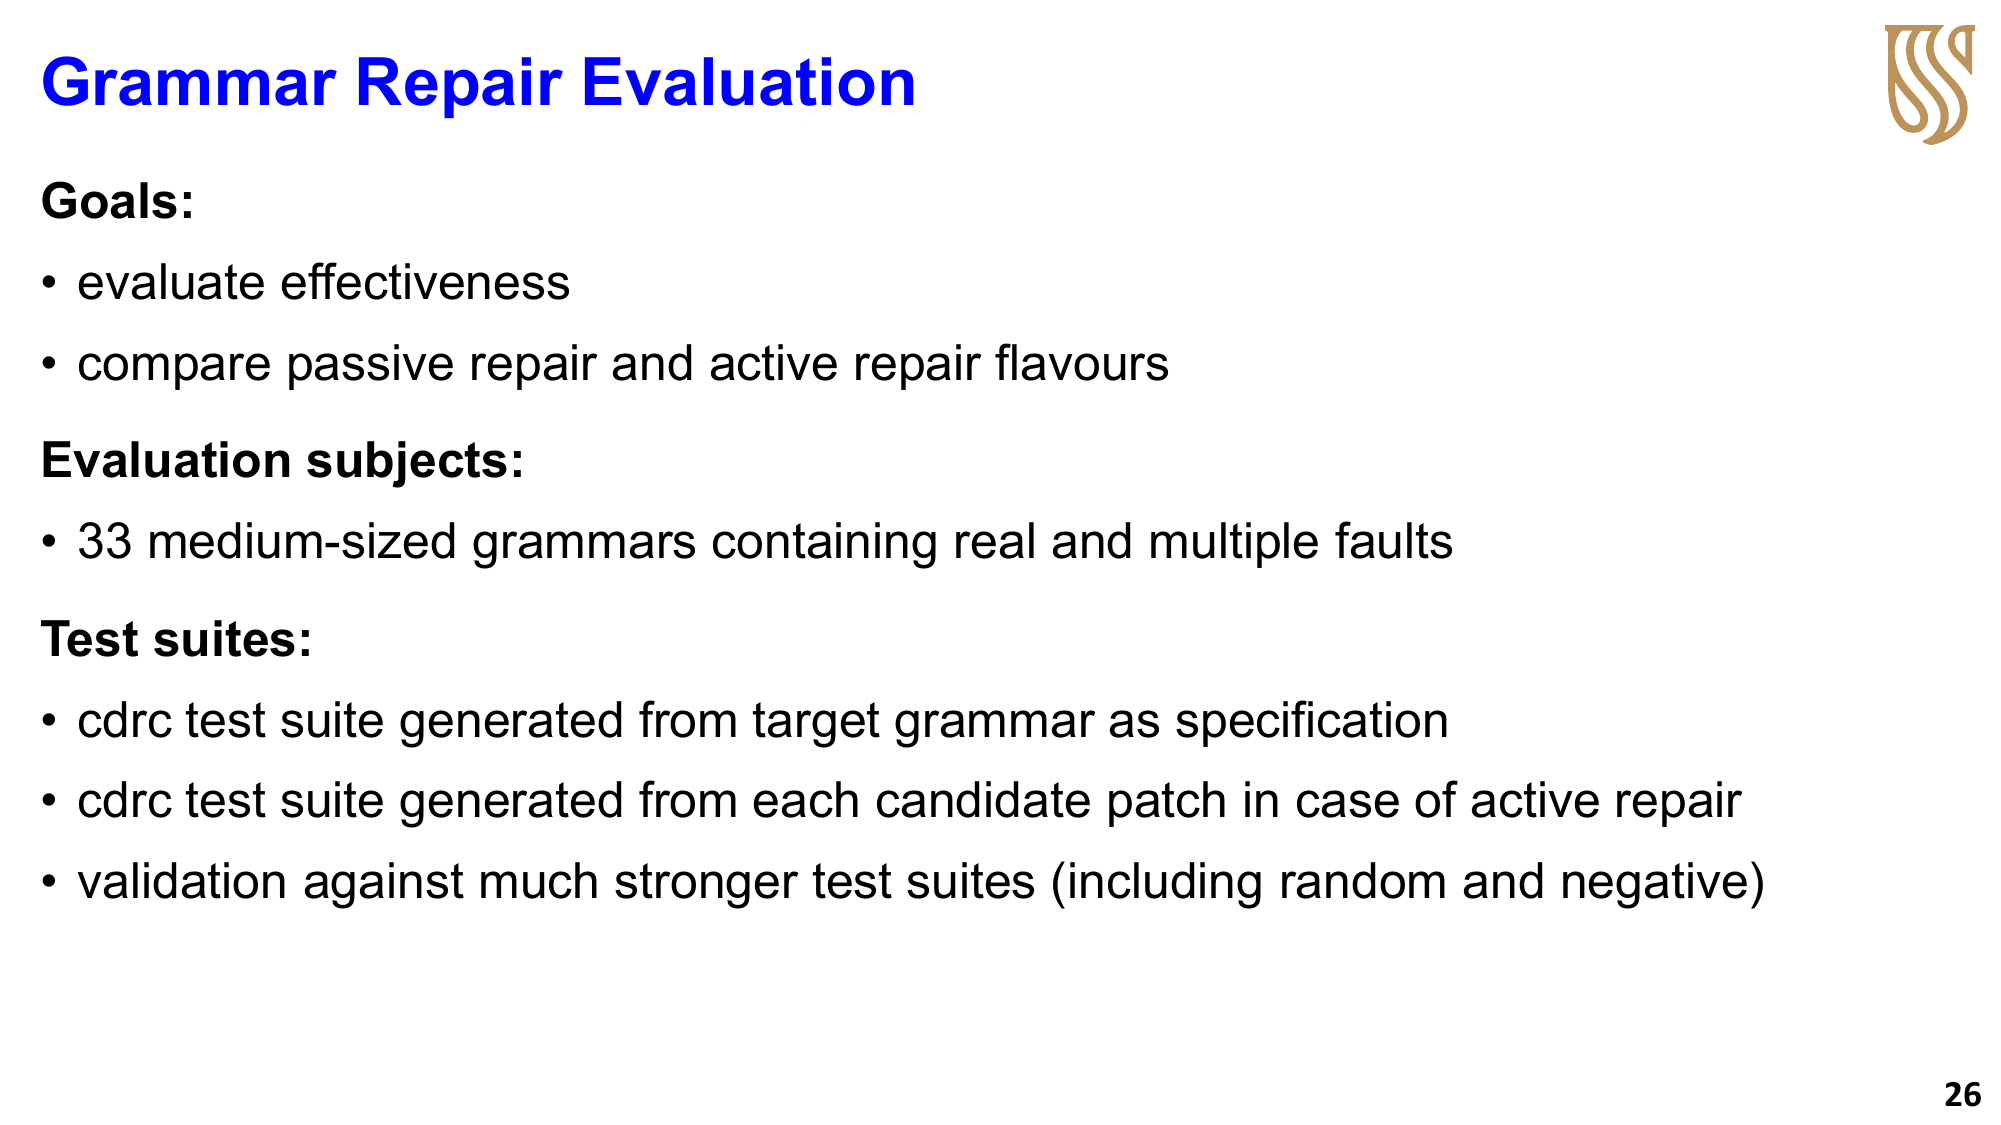 Grammar Repair Evaluation
Goals:
• evaluate effectiveness
• compare passive repair and active repair flavours
Evaluation subjects:
• 33 medium-sized grammars containing real and multiple faults
Test suites:
• cdrc test suite generated from target grammar as specification
• cdrc test suite generated from each candidate patch in case of active repair
• validation against much stronger test suites (including random and negative)
26